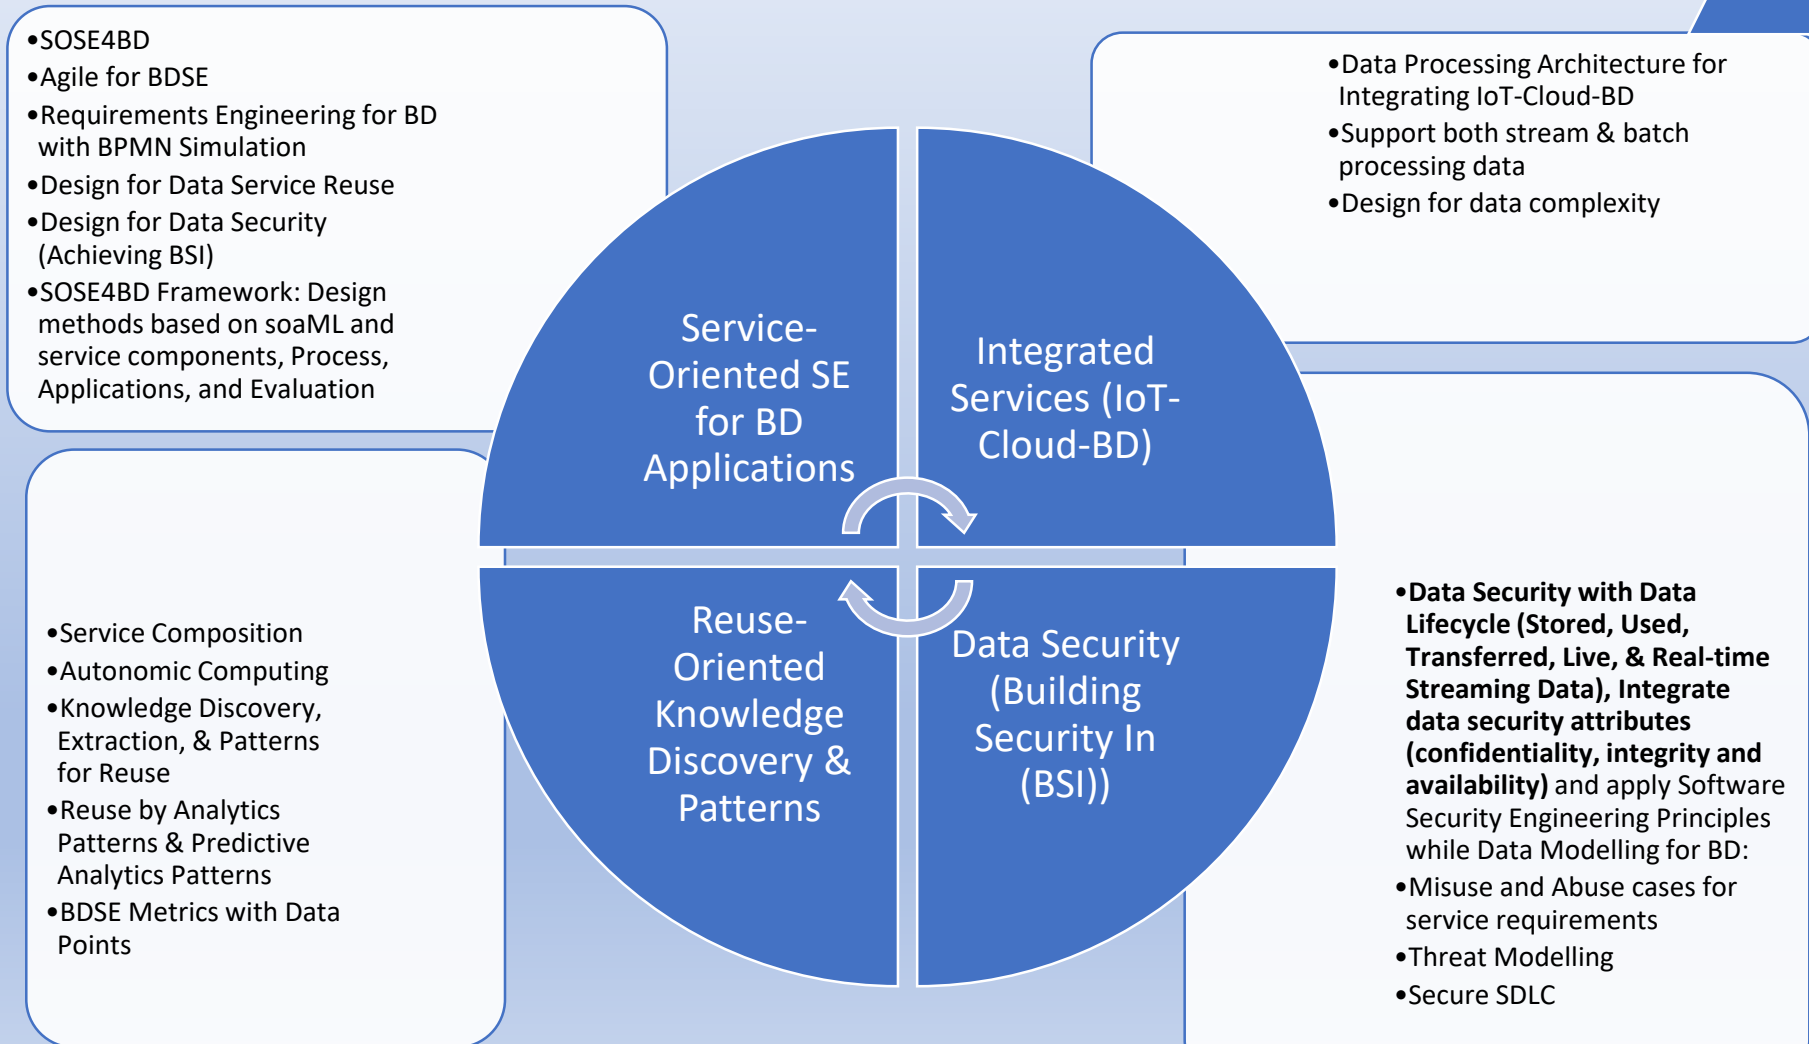 •SOSE4BD
•Agile for BDSE
•Requirements Engineering for BD
with BPMN Simulation
•Design for Data Service Reuse
•Design for Data Security
(Achieving BSI)
•SOSE4BD Framework: Design
methods based on soaML and
service components, Process,
Applications, and Evaluation
•Data Processing Architecture for
Integrating IoT-Cloud-BD
•Support both stream & batch
processing data
•Design for data complexity
Service-
Oriented SE
for BD
Applications
Integrated
Services (IoT-
Cloud-BD)
Reuse-
Oriented
Knowledge
Discovery &
Patterns
Data Security
(Building
Security In
(BSI))
•Service Composition
•Autonomic Computing
•Knowledge Discovery,
Extraction, & Patterns
for Reuse
•Reuse by Analytics
Patterns & Predictive
Analytics Patterns
•BDSE Metrics with Data
Points
•Data Security with Data
Lifecycle (Stored, Used,
Transferred, Live, & Real-time
Streaming Data), Integrate
data security attributes
(confidentiality, integrity and
availability) and apply Software
Security Engineering Principles
while Data Modelling for BD:
•Misuse and Abuse cases for
service requirements
•Threat Modelling
•Secure SDLC